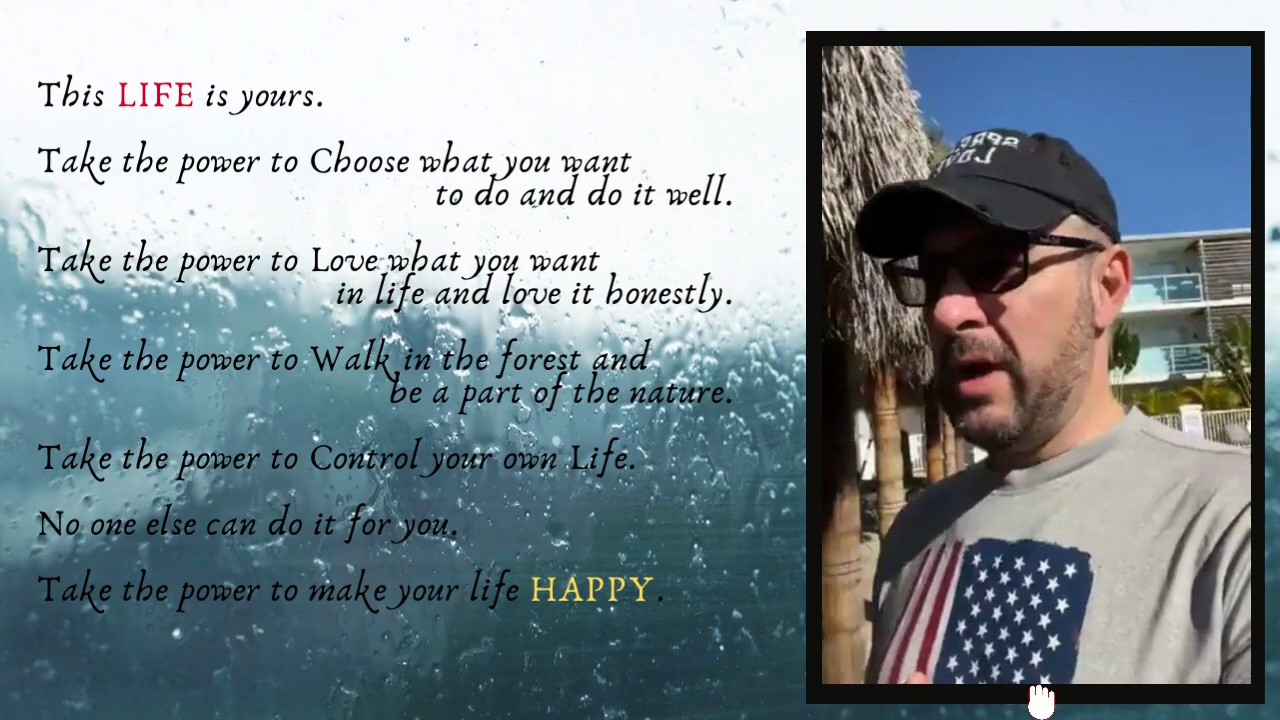 This LIFE is yours.
Take the power to Choose what you want
to do and do it well.
Take the power to Love what you want
in life and love it honestly.
Take the power to Walk in the forest and
be a part of the nature.
Take the power to Control your own Life.
No one else can do it for you.
Take the power to make your life HAPPY.